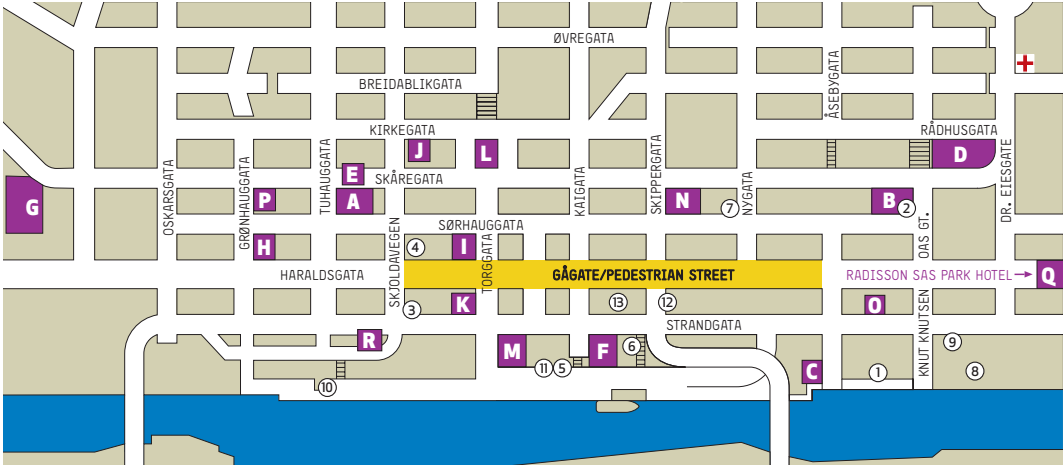 ØVREGATA
BREIDABLIKGATA
ÅSEBYGATA
KIRKEGATA
RÅDHUSGATA
J
L
D
E
SKÅREGATA
OSKARSGATA
GRØNHAUGGATA
TUHAUGGATA
KAIGATA
SKIPPERGATA
NYGATA
DR. EIESGATE
G
P
A
N
7
B
2
SØRHAUGGATA
H
4
I
SKJOLDAVEGEN
TORGGATA
KNUT KNUTSEN OAS GT.
HARALDSGATA
GÅGATE/PEDESTRIAN STREET
RADISSON SAS PARK HOTEL→
Q
3
K
13
12
O
STRANDGATA
R
M
11
5
F
6
C
1
9
8
10